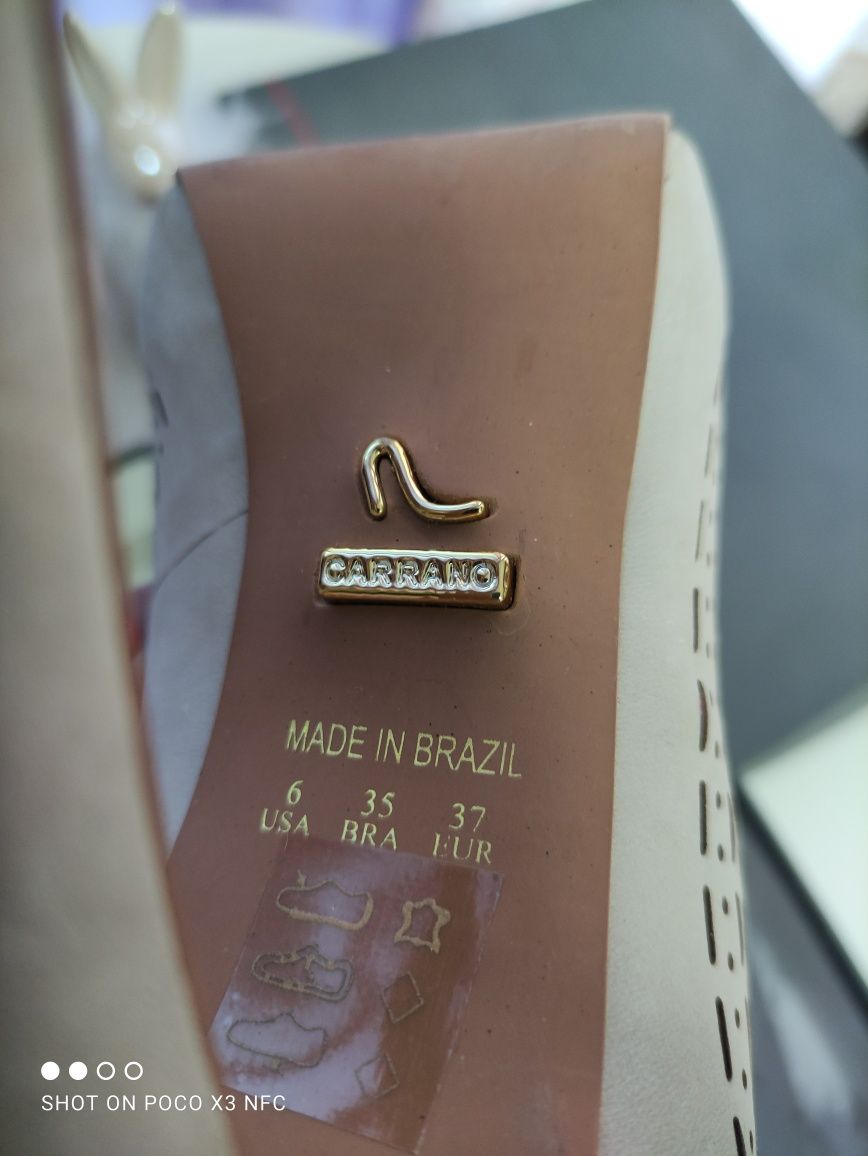 CARRANO
MADE IN BRAZIL
6 35 37
USA BRA EUR
SHOT ON POCO X3 NFC